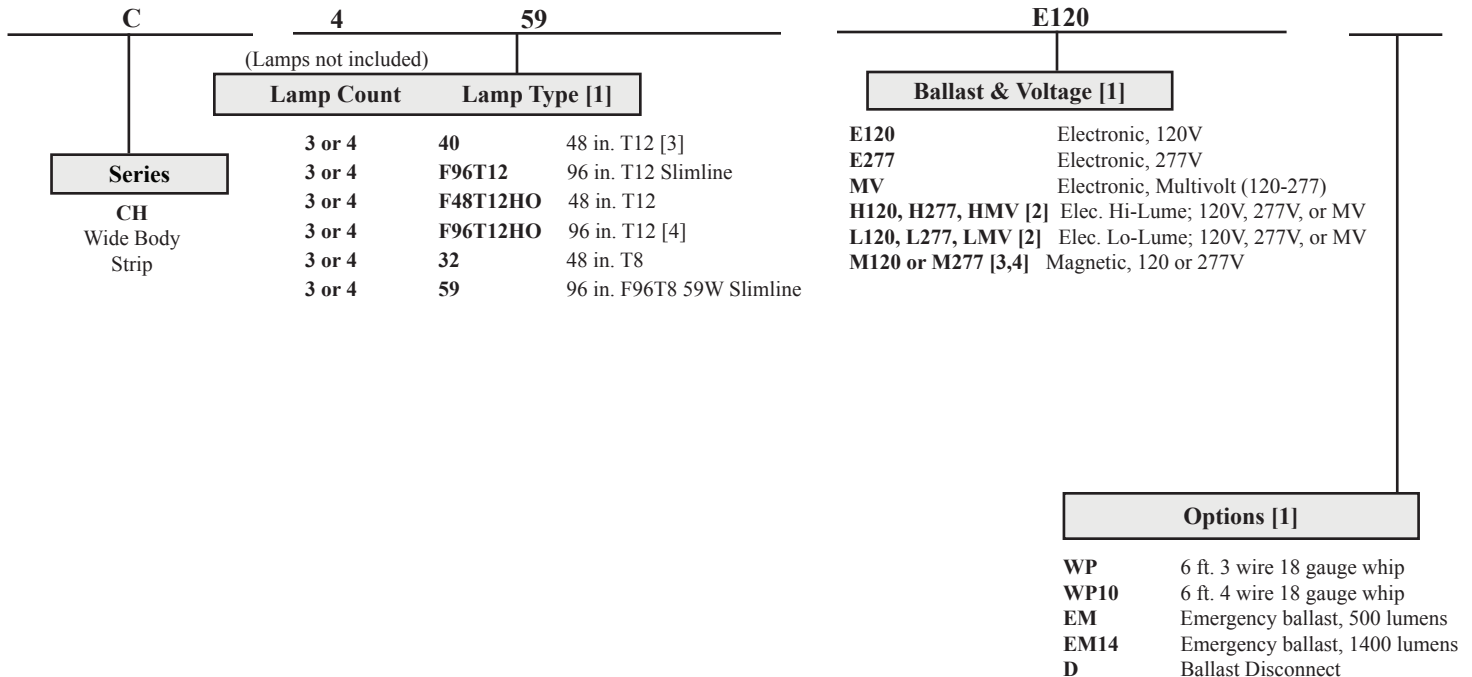 C 4 59 E120
(Lamps not included)
Lamp Count Lamp Type [1]
3 or 4 40 48 in. T12 [3]
3 or 4 F96T12 96 in. T12 Slimline
3 or 4 F48T12HO 48 in. T12
3 or 4 F96T12HO 96 in. T12 [4]
3 or 4 32 48 in. T8
3 or 4 59 96 in. F96T8 59W Slimline
Series
CH
Wide Body
Strip
Ballast & Voltage [1]
E120 Electronic, 120V
E277 Electronic, 277V
MV Electronic, Multivolt (120-277)
H120, H277, HMV [2] Elec. Hi-Lume; 120V, 277V, or MV
L120, L277, LMV [2] Elec. Lo-Lume; 120V, 277V, or MV
M120 or M277 [3,4] Magnetic, 120 or 277V
Options [1]
WP 6 ft. 3 wire 18 gauge whip
WP10 6 ft. 4 wire 18 gauge whip
EM Emergency ballast, 500 lumens
EM14 Emergency ballast, 1400 lumens
D Ballast Disconnect